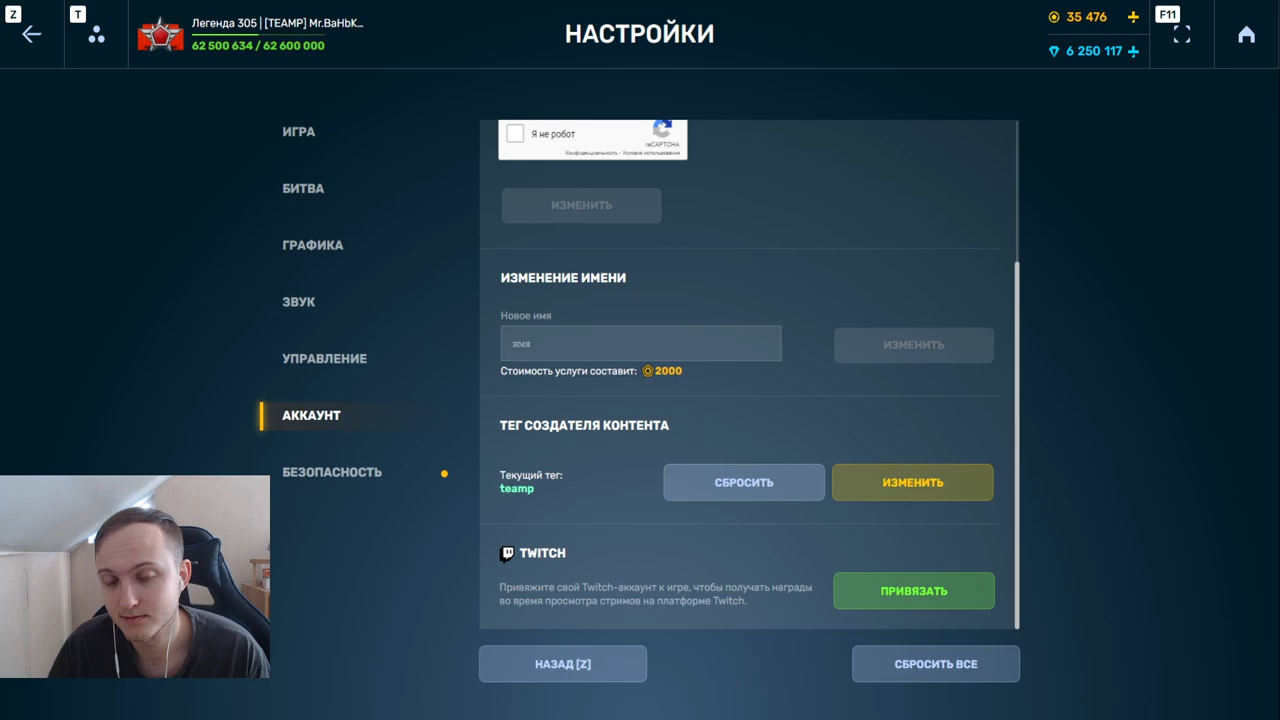 Z
T
Легенда 305 | [TEAMP] Mr.BaHbK...
62 500 634 / 62 600 000
НАСТРОЙКИ
35 476
6 250 117
F11
ИГРА
БИТВА
ГРАФИКА
ЗВУК
УПРАВЛЕНИЕ
АККАУНТ
БЕЗОПАСНОСТЬ
Я не робот
reCAPTCHA
Конфиденциальность - Условия использования
ИЗМЕНИТЬ
ИЗМЕНЕНИЕ ИМЕНИ
Новое имя
имя
ИЗМЕНИТЬ
Стоимость услуги составит: 2000
ТЕГ СОЗДАТЕЛЯ КОНТЕНТА
Текущий тег:
teamp
СБРОСИТЬ
ИЗМЕНИТЬ
TWITCH
Привяжите свой Twitch-аккаунт к игре, чтобы получать награды
во время просмотра стримов на платформе Twitch.
ПРИВЯЗАТЬ
НАЗАД [Z]
СБРОСИТЬ ВСЕ